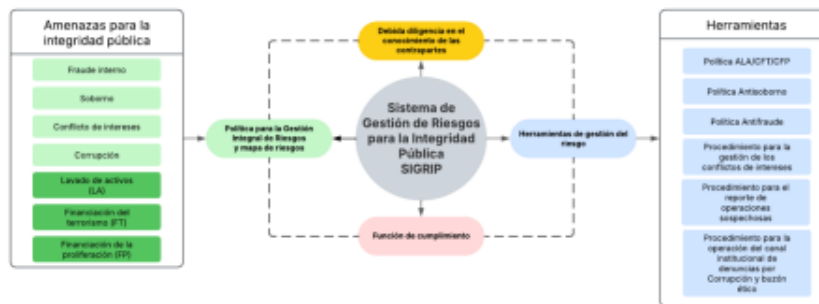 Amenazas para la
integridad pública
Fraude interno
Soborno
Conflicto de intereses
Corrupción
Lavado de activos
(LA)
Financiación del
terrorismo (FT)
Financiación de la
proliferación (FP)
Debida diligencia en el
conocimiento de las
contrapartes
Política para la Gestión
Integral de Riesgos
y mapa de riesgos
Sistema de
Gestión de Riesgos
para la Integridad
Pública
SIGRIP
Herramientas de gestión del
riesgo
Función de cumplimiento
Herramientas
Política ALA/CFT/CFP
Política Antisoborno
Política Antifraude
Procedimiento para la
gestión de los
conflictos de intereses
Procedimiento para el
reporte de
operaciones
sospechosas
Procedimiento para la
operación del canal
institucional de
denuncias por
Corrupción y buzón
ético